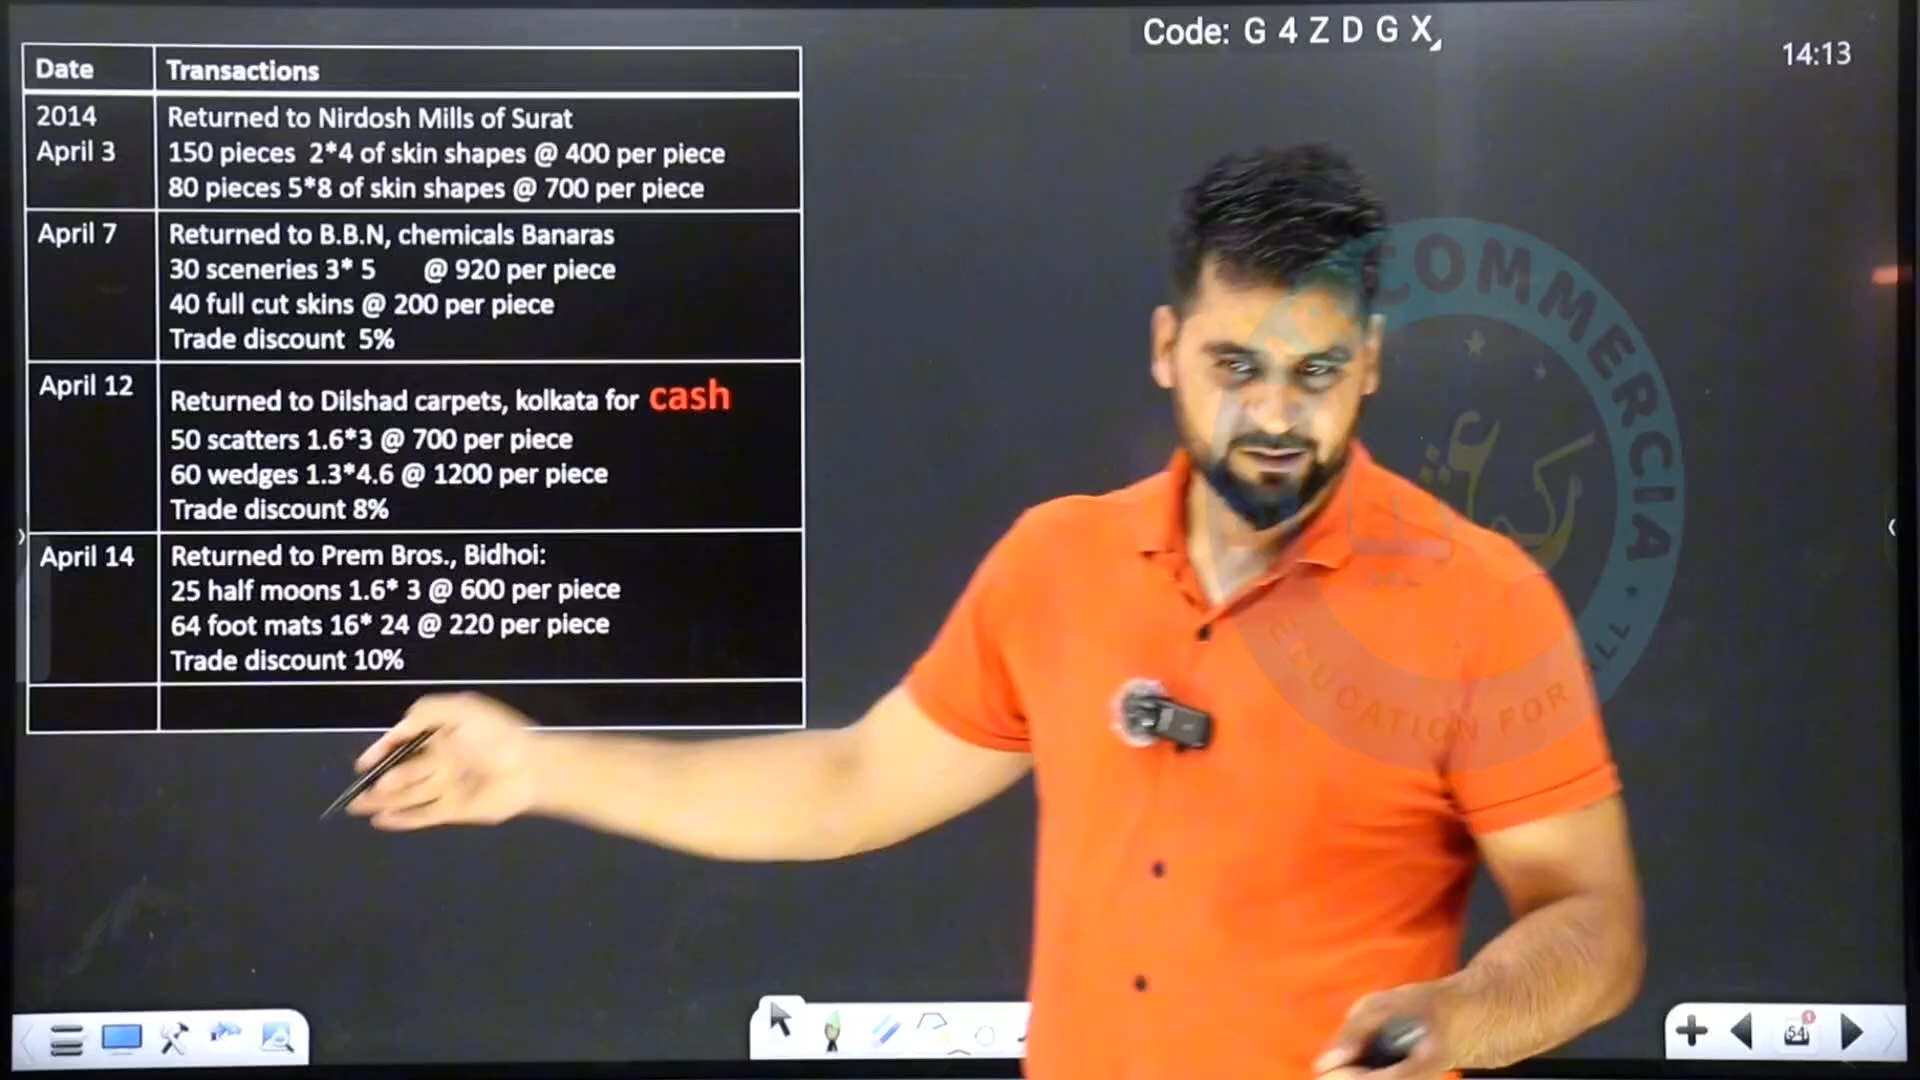 Code: G 4 Z D G X
14:13
Date Transactions
2014 Returned to Nirdosh Mills of Surat
April 3 150 pieces 2*4 of skin shapes @ 400 per piece
80 pieces 5*8 of skin shapes @ 700 per piece
April 7 Returned to B.B.N, chemicals Banaras
30 sceneries 3* 5 @ 920 per piece
40 full cut skins @ 200 per piece
Trade discount 5%
April 12 Returned to Dilshad carpets, kolkata for cash
50 scatters 1.6*3 @ 700 per piece
60 wedges 1.3*4.6 @ 1200 per piece
Trade discount 8%
April 14 Returned to Prem Bros., Bidhoi:
25 half moons 1.6* 3 @ 600 per piece
64 foot mats 16* 24 @ 220 per piece
Trade discount 10%
COMMERCIA
EDUCATION FOR ALL
54
1